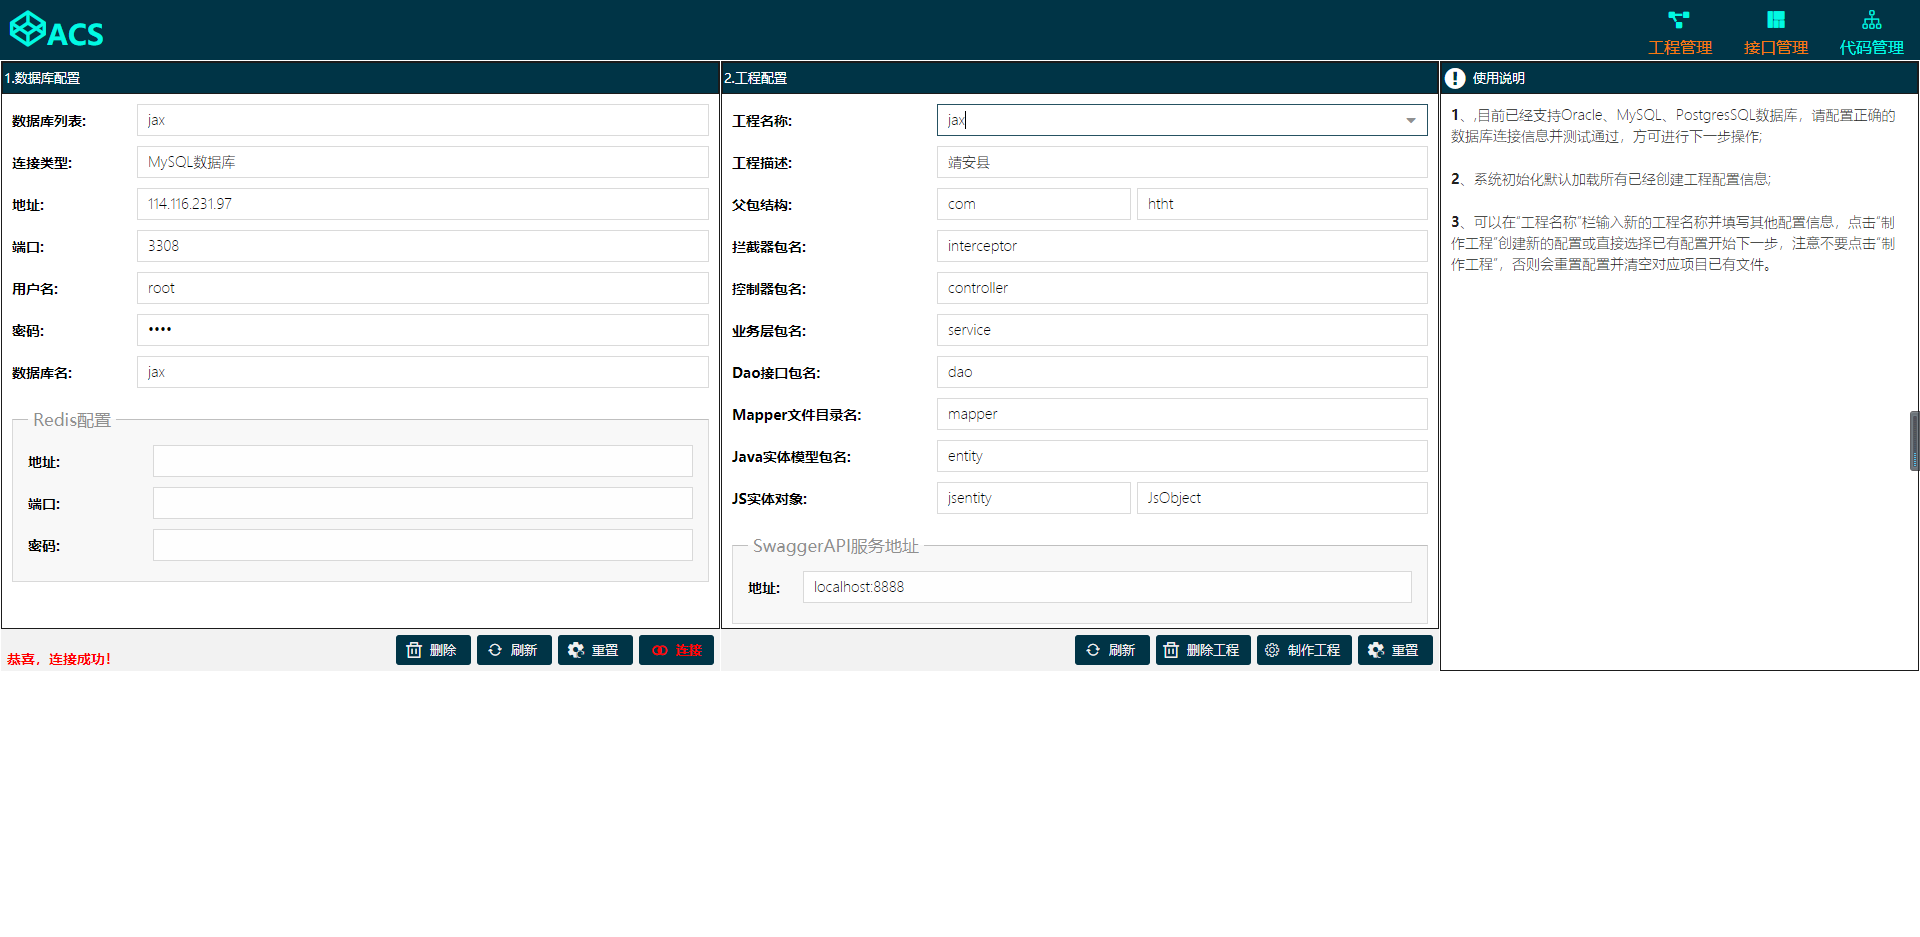 ACS
工程管理
接口管理
代码管理
1.数据库配置
数据库列表: jax
连接类型: MySQL数据库
地址: 114.116.231.97
端口: 3308
用户名: root
密码: ••••
数据库名: jax
Redis配置
地址:
端口:
密码:
恭喜，连接成功！
删除 刷新 重置 连接
2.工程配置
工程名称: jax
工程描述: 靖安县
父包结构: com htht
拦截器包名: interceptor
控制器包名: controller
业务层包名: service
Dao接口包名: dao
Mapper文件目录名: mapper
Java实体模型包名: entity
JS实体对象: jsentity JsObject
SwaggerAPI服务地址
地址: localhost:8888
刷新 删除工程 制作工程 重置
使用说明
1、,目前已经支持Oracle、MySQL、PostgresSQL数据库，请配置正确的
数据库连接信息并测试通过，方可进行下一步操作;
2、系统初始化默认加载所有已经创建工程配置信息;
3、可以在"工程名称"栏输入新的工程名称并填写其他配置信息，点击"制
作工程"创建新的配置或直接选择已有配置开始下一步，注意不要点击"制
作工程"，否则会重置配置并清空对应项目已有文件。